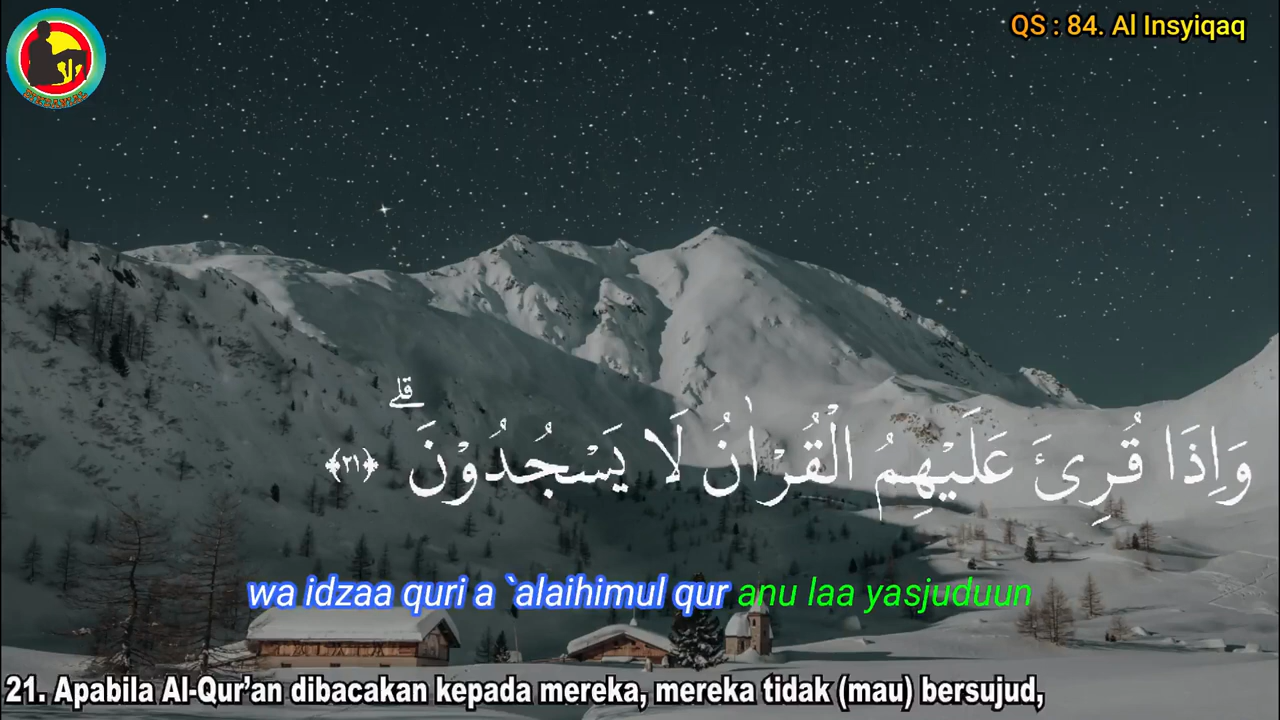 QS : 84. Al Insyiqaq
وَاِذَا قُرِئَ عَلَيْهِمُ الْقُرْاٰنُ لَا يَسْجُدُوْنَ ۗ ﴿٢١﴾
wa idzaa quri a `alaihimul qur anu laa yasjuduun
21. Apabila Al-Qur’an dibacakan kepada mereka, mereka tidak (mau) bersujud,